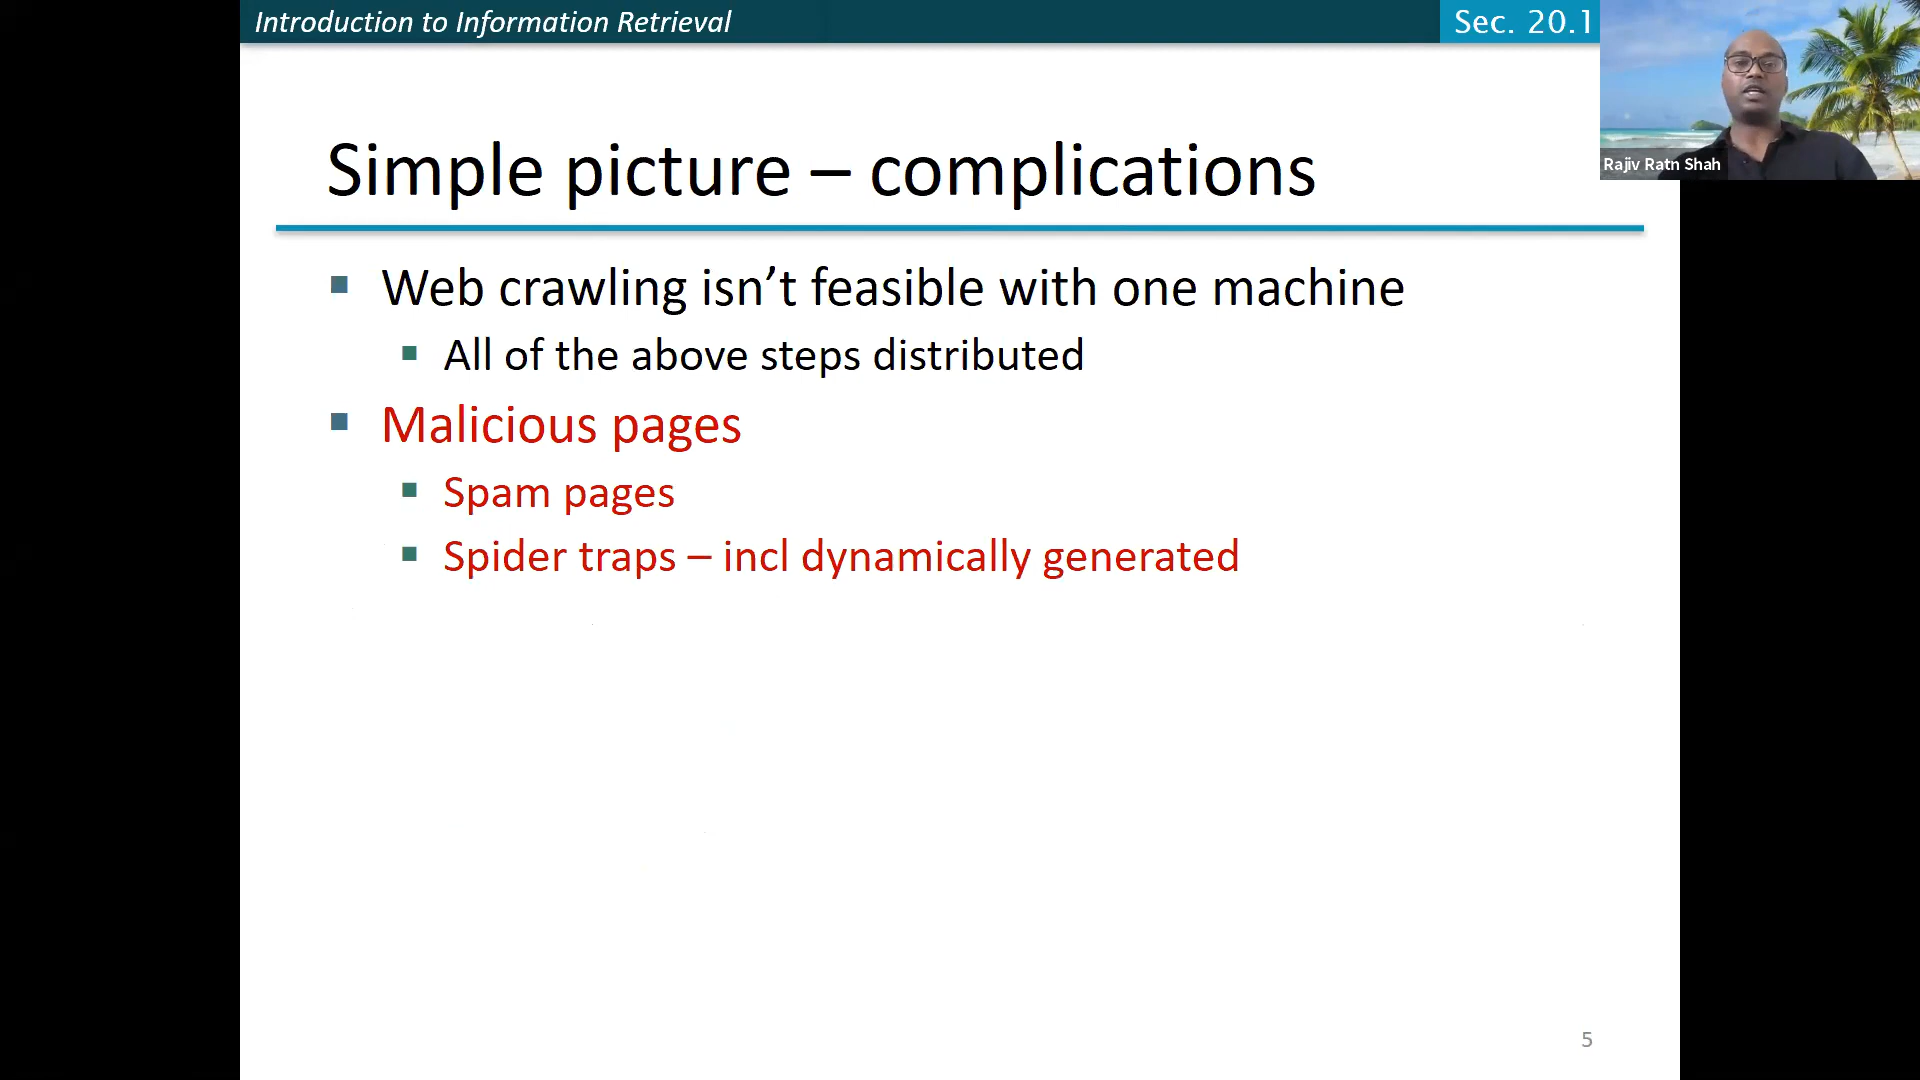 Introduction to Information Retrieval
Sec. 20.1
Rajiv Ratn Shah
Simple picture – complications
Web crawling isn’t feasible with one machine
All of the above steps distributed
Malicious pages
Spam pages
Spider traps – incl dynamically generated
5